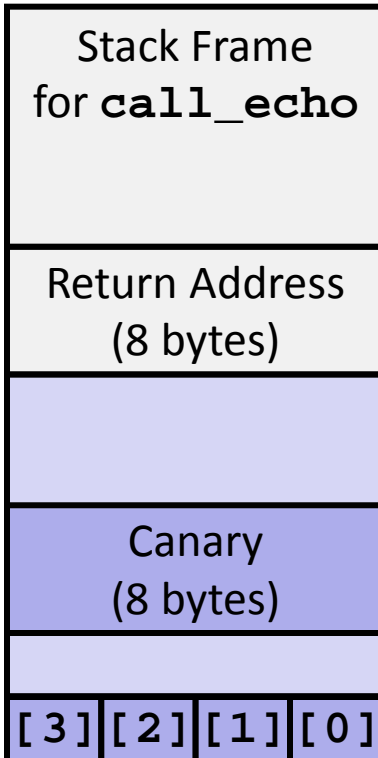 Stack Frame
for call_echo
Return Address
(8 bytes)
Canary
(8 bytes)
[3] [2] [1] [0]